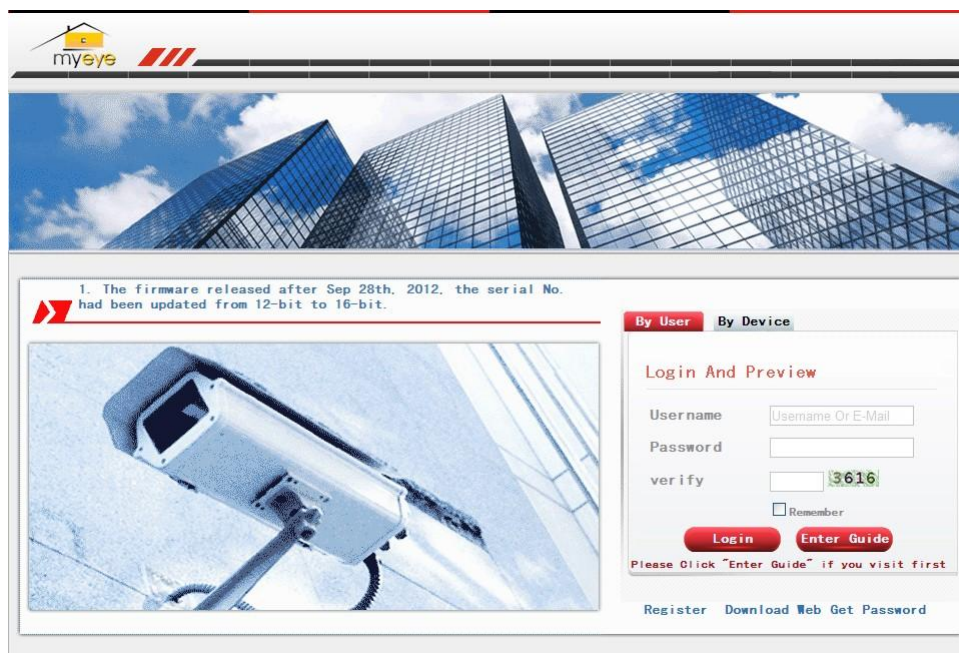 myeye
1. The firmware released after Sep 28th, 2012, the serial No.
had been updated from 12-bit to 16-bit.
By User By Device
Login And Preview
Username Username Or E-Mail
Password
verify 3616
Remember
Login Enter Guide
Please Click "Enter Guide" if you visit first
Register Download Web Get Password